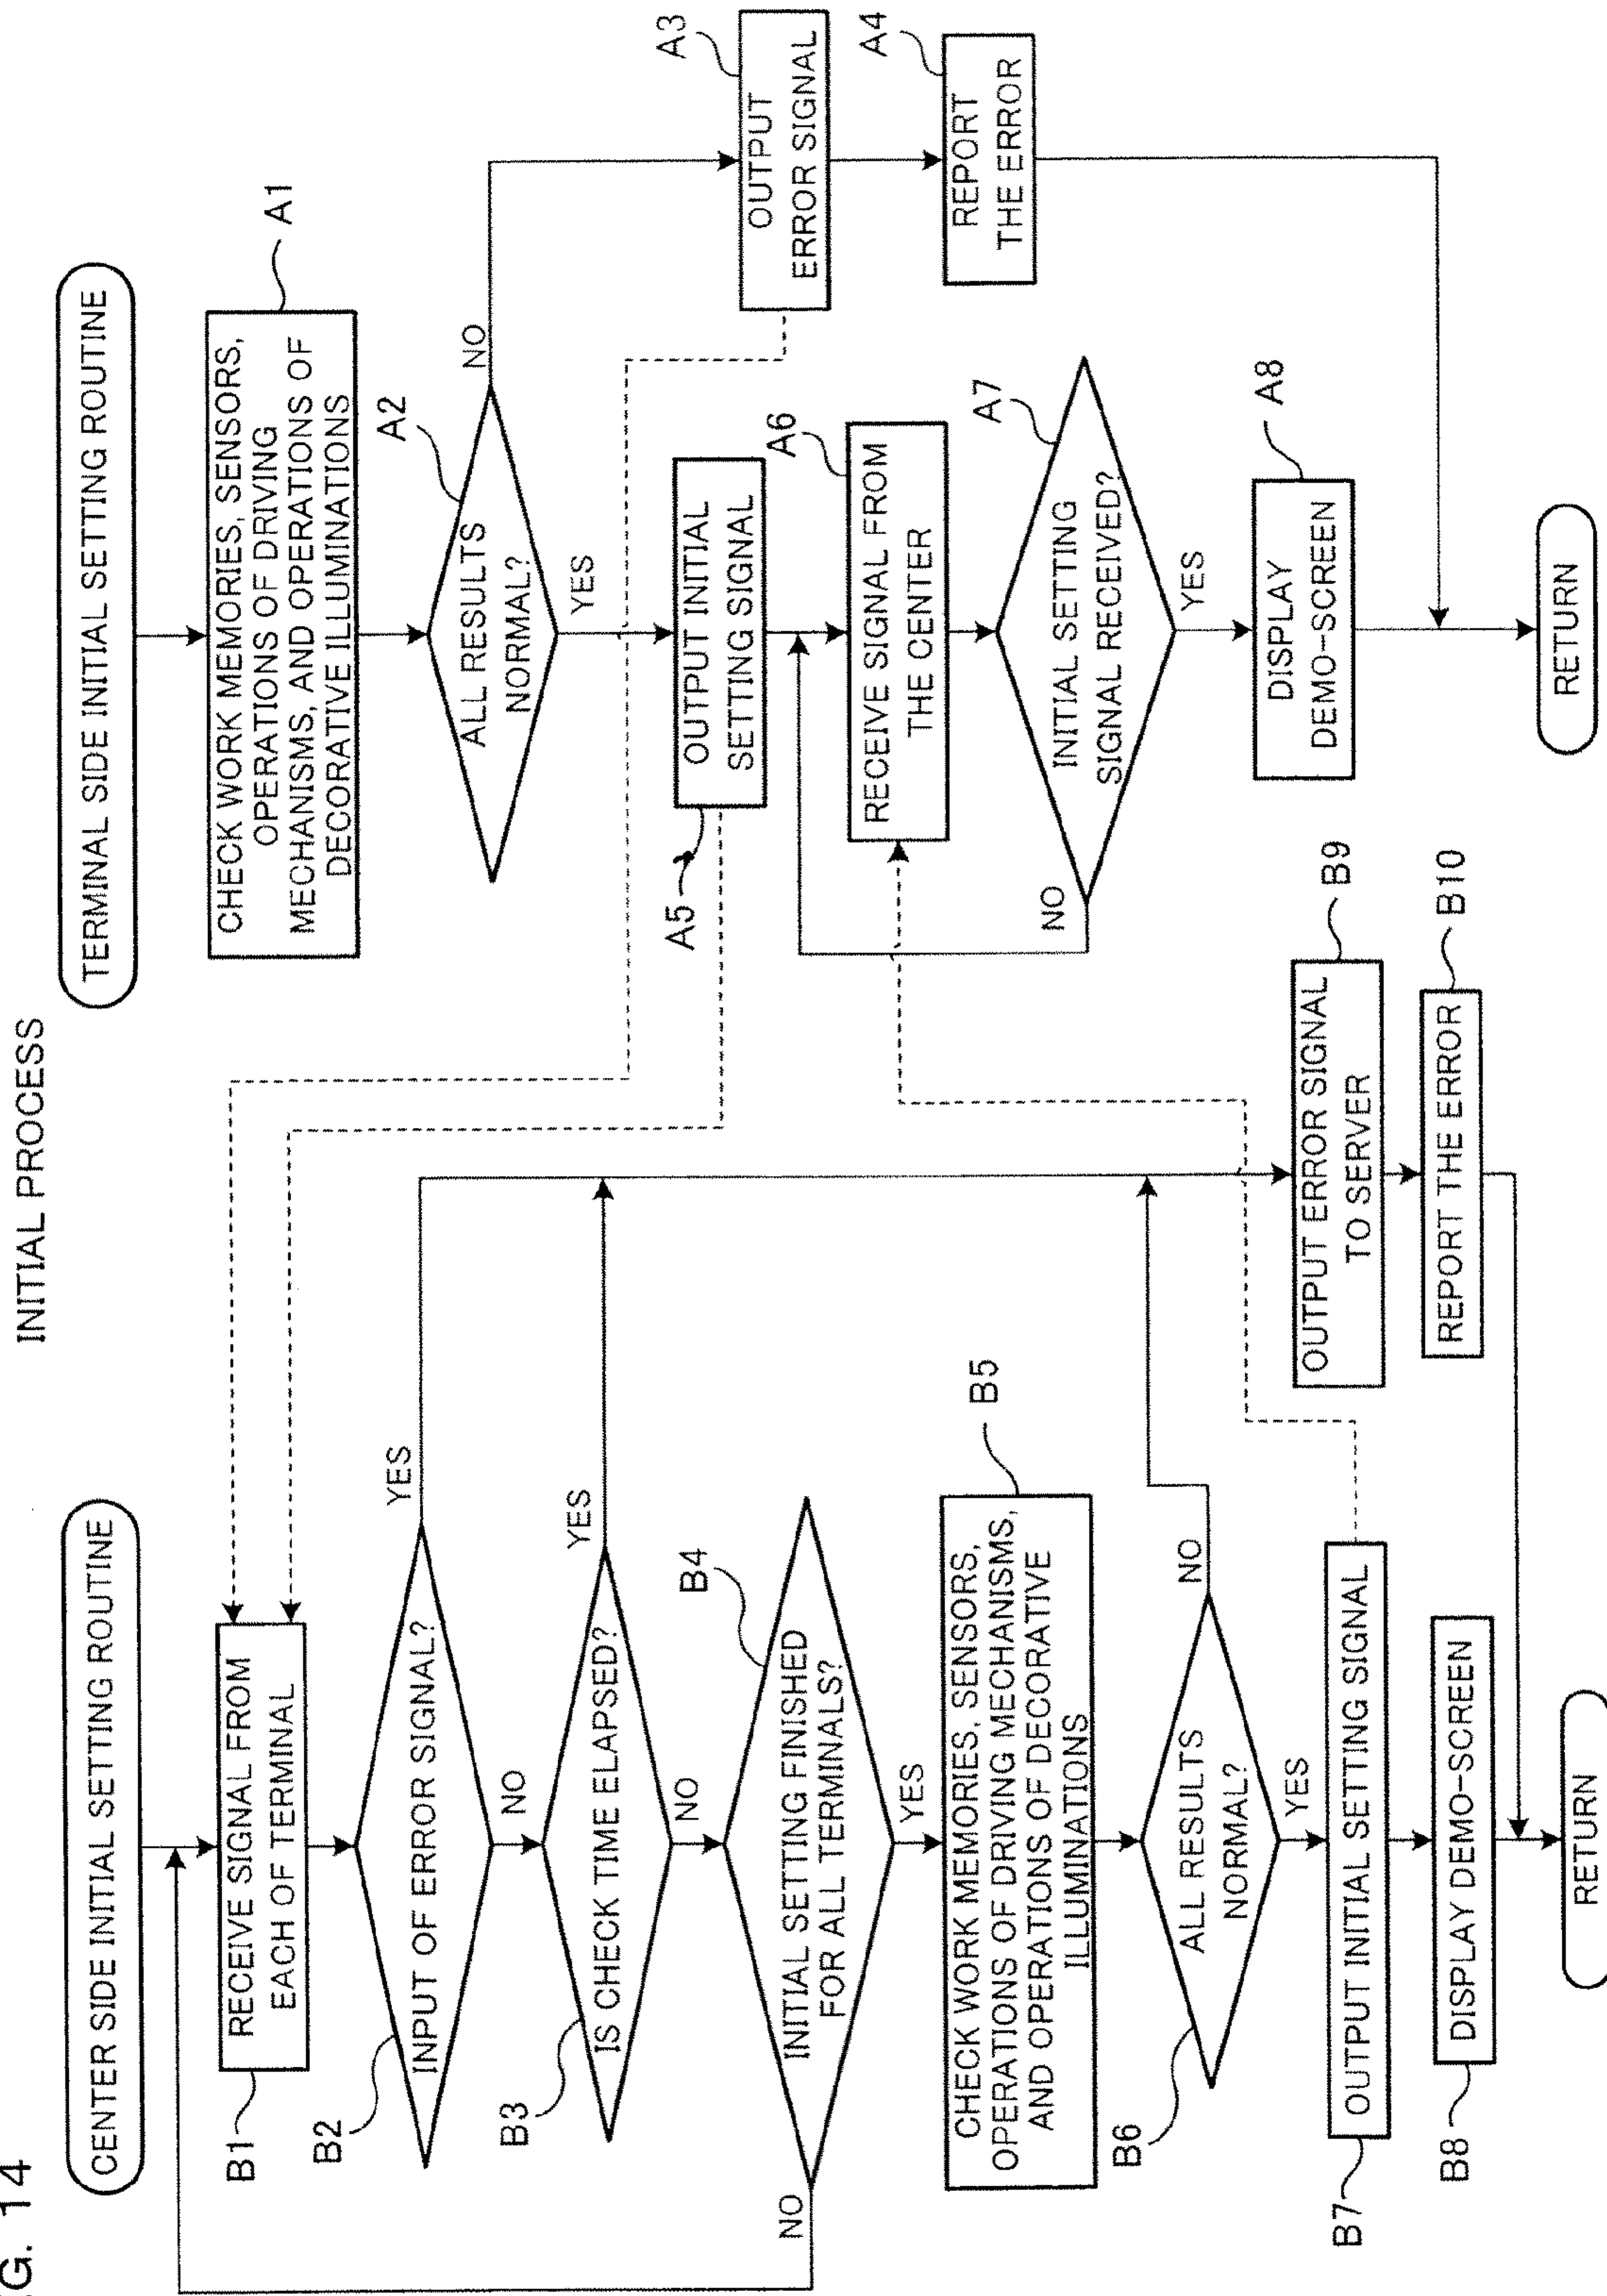 G. 14
INITIAL PROCESS
CENTER SIDE INITIAL SETTING ROUTINE
RECEIVE SIGNAL FROM
EACH OF TERMINAL
B1
INPUT OF ERROR SIGNAL?
B2
YES
NO
IS CHECK TIME ELAPSED?
B3
YES
NO
INITIAL SETTING FINISHED
FOR ALL TERMINALS?
B4
NO
YES
CHECK WORK MEMORIES, SENSORS,
OPERATIONS OF DRIVING MECHANISMS,
AND OPERATIONS OF DECORATIVE
ILLUMINATIONS
B5
ALL RESULTS
NORMAL?
B6
NO
YES
OUTPUT INITIAL SETTING SIGNAL
B7
DISPLAY DEMO-SCREEN
B8
OUTPUT ERROR SIGNAL
TO SERVER
B9
REPORT THE ERROR
B10
RETURN
TERMINAL SIDE INITIAL SETTING ROUTINE
CHECK WORK MEMORIES, SENSORS,
OPERATIONS OF DRIVING
MECHANISMS, AND OPERATIONS OF
DECORATIVE ILLUMINATIONS
A1
ALL RESULTS
NORMAL?
A2
NO
YES
OUTPUT
ERROR SIGNAL
A3
REPORT
THE ERROR
A4
OUTPUT INITIAL
SETTING SIGNAL
A5
RECEIVE SIGNAL FROM
THE CENTER
A6
INITIAL SETTING
SIGNAL RECEIVED?
A7
NO
YES
DISPLAY
DEMO-SCREEN
A8
RETURN